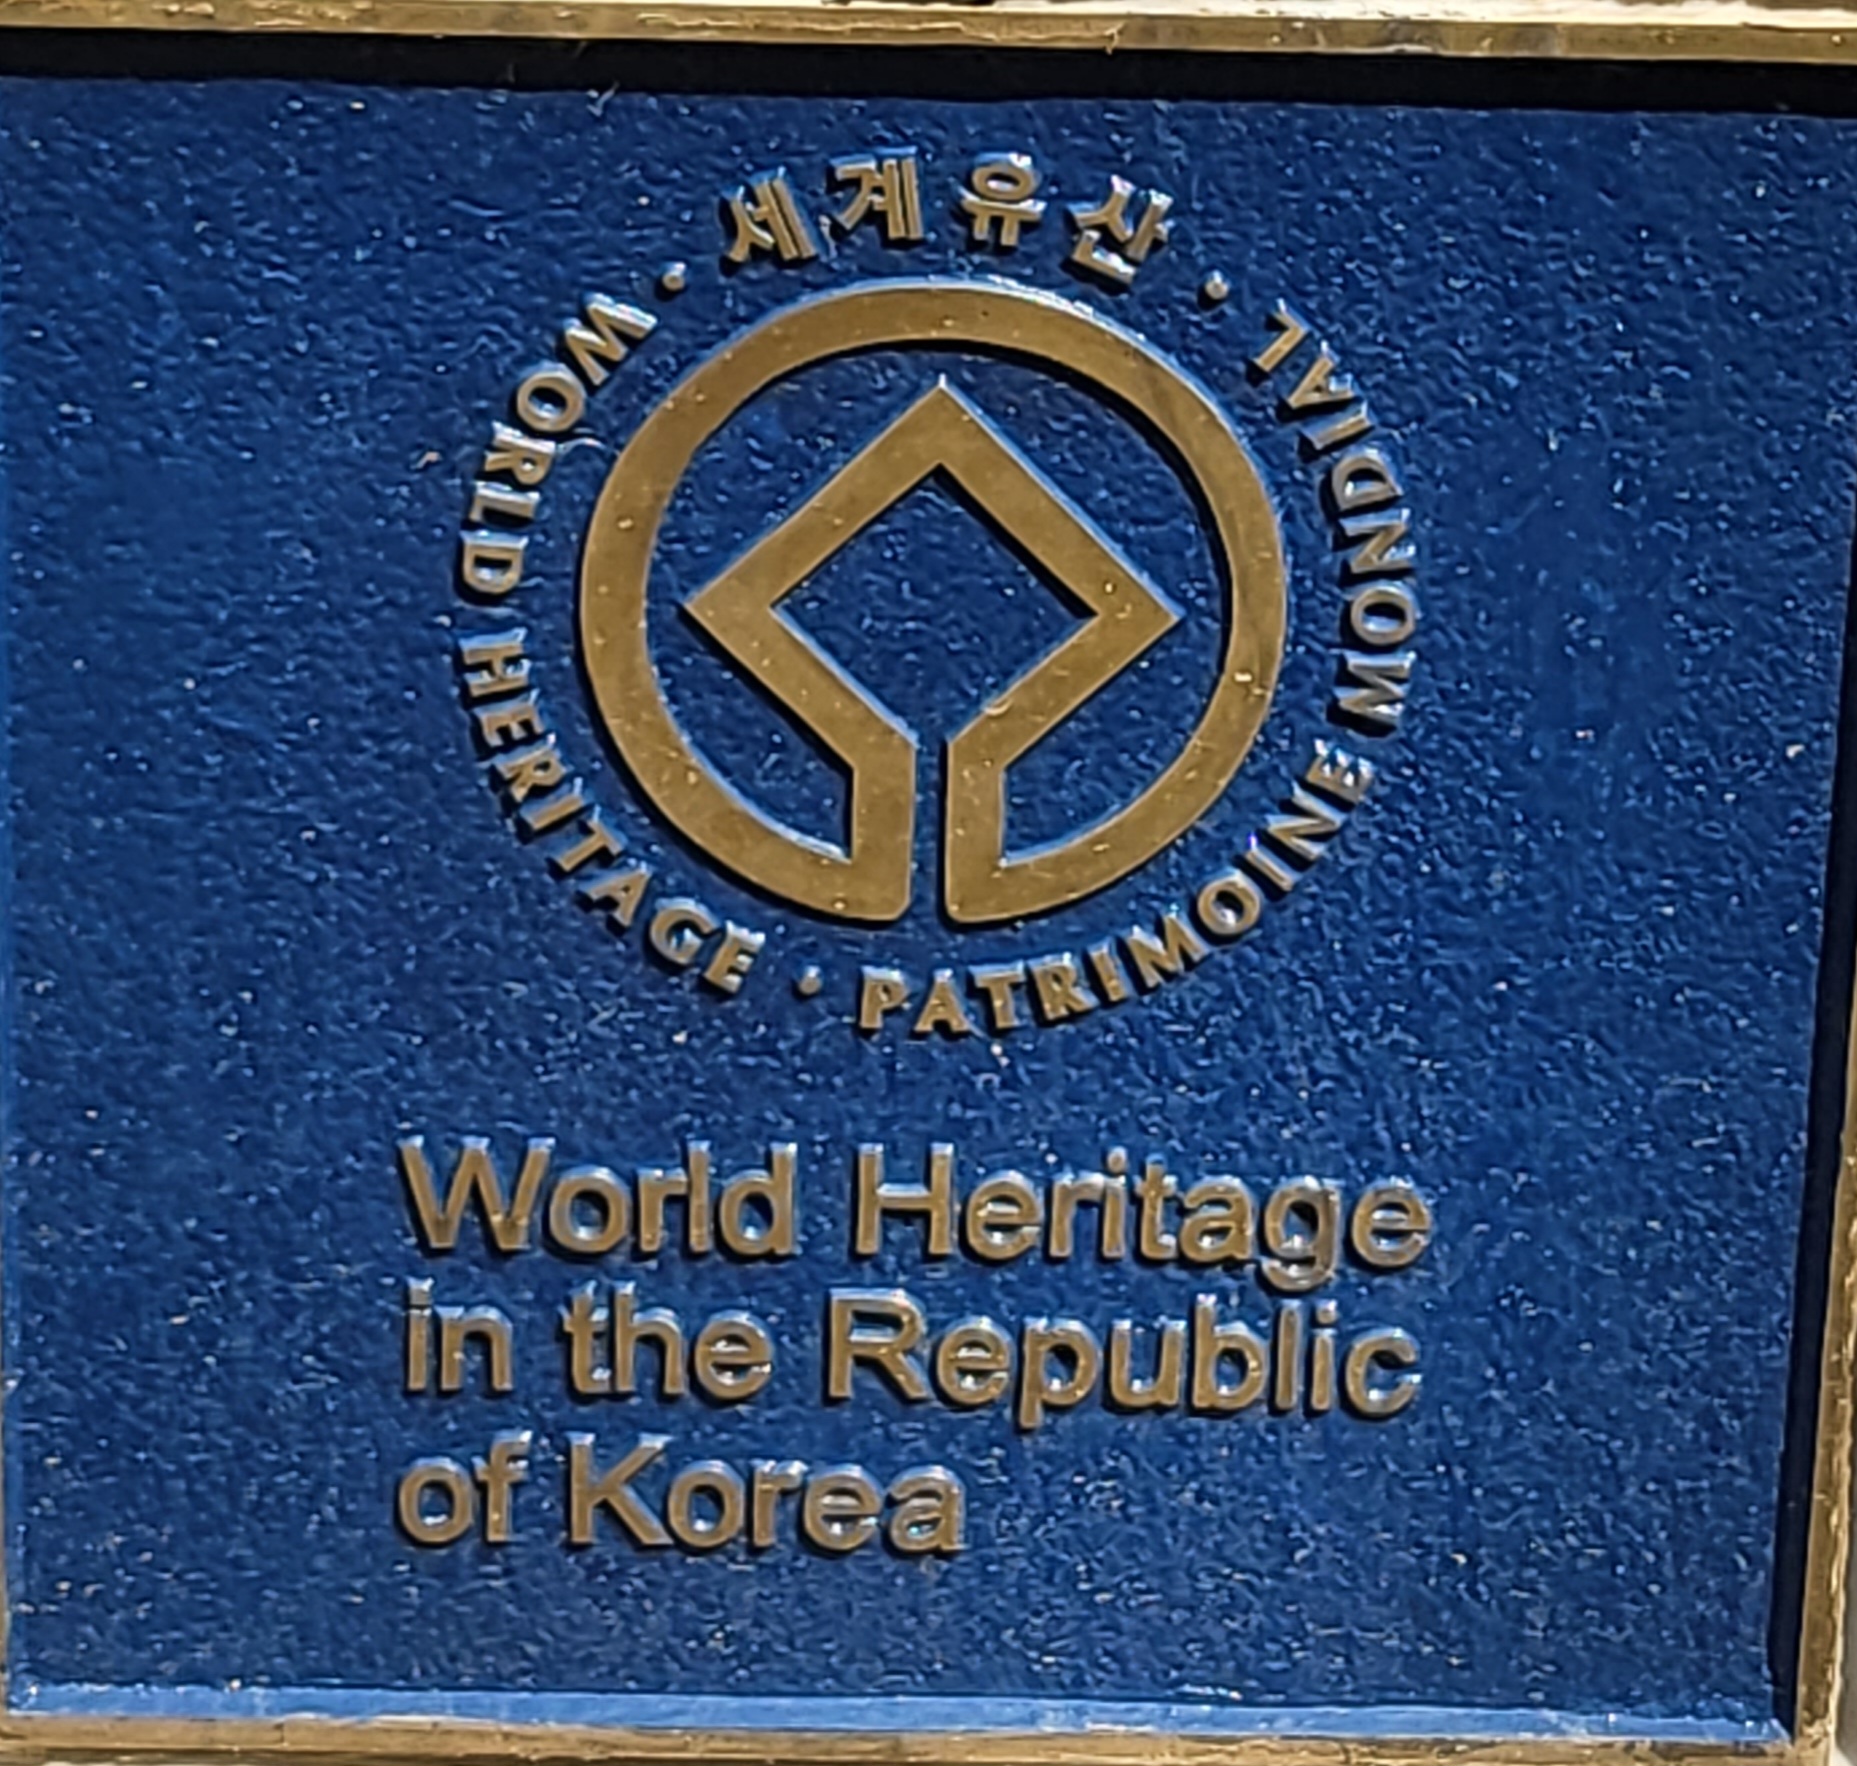 세계유산 · WORLD HERITAGE · PATRIMOINE MONDIAL ·
World Heritage
in the Republic
of Korea